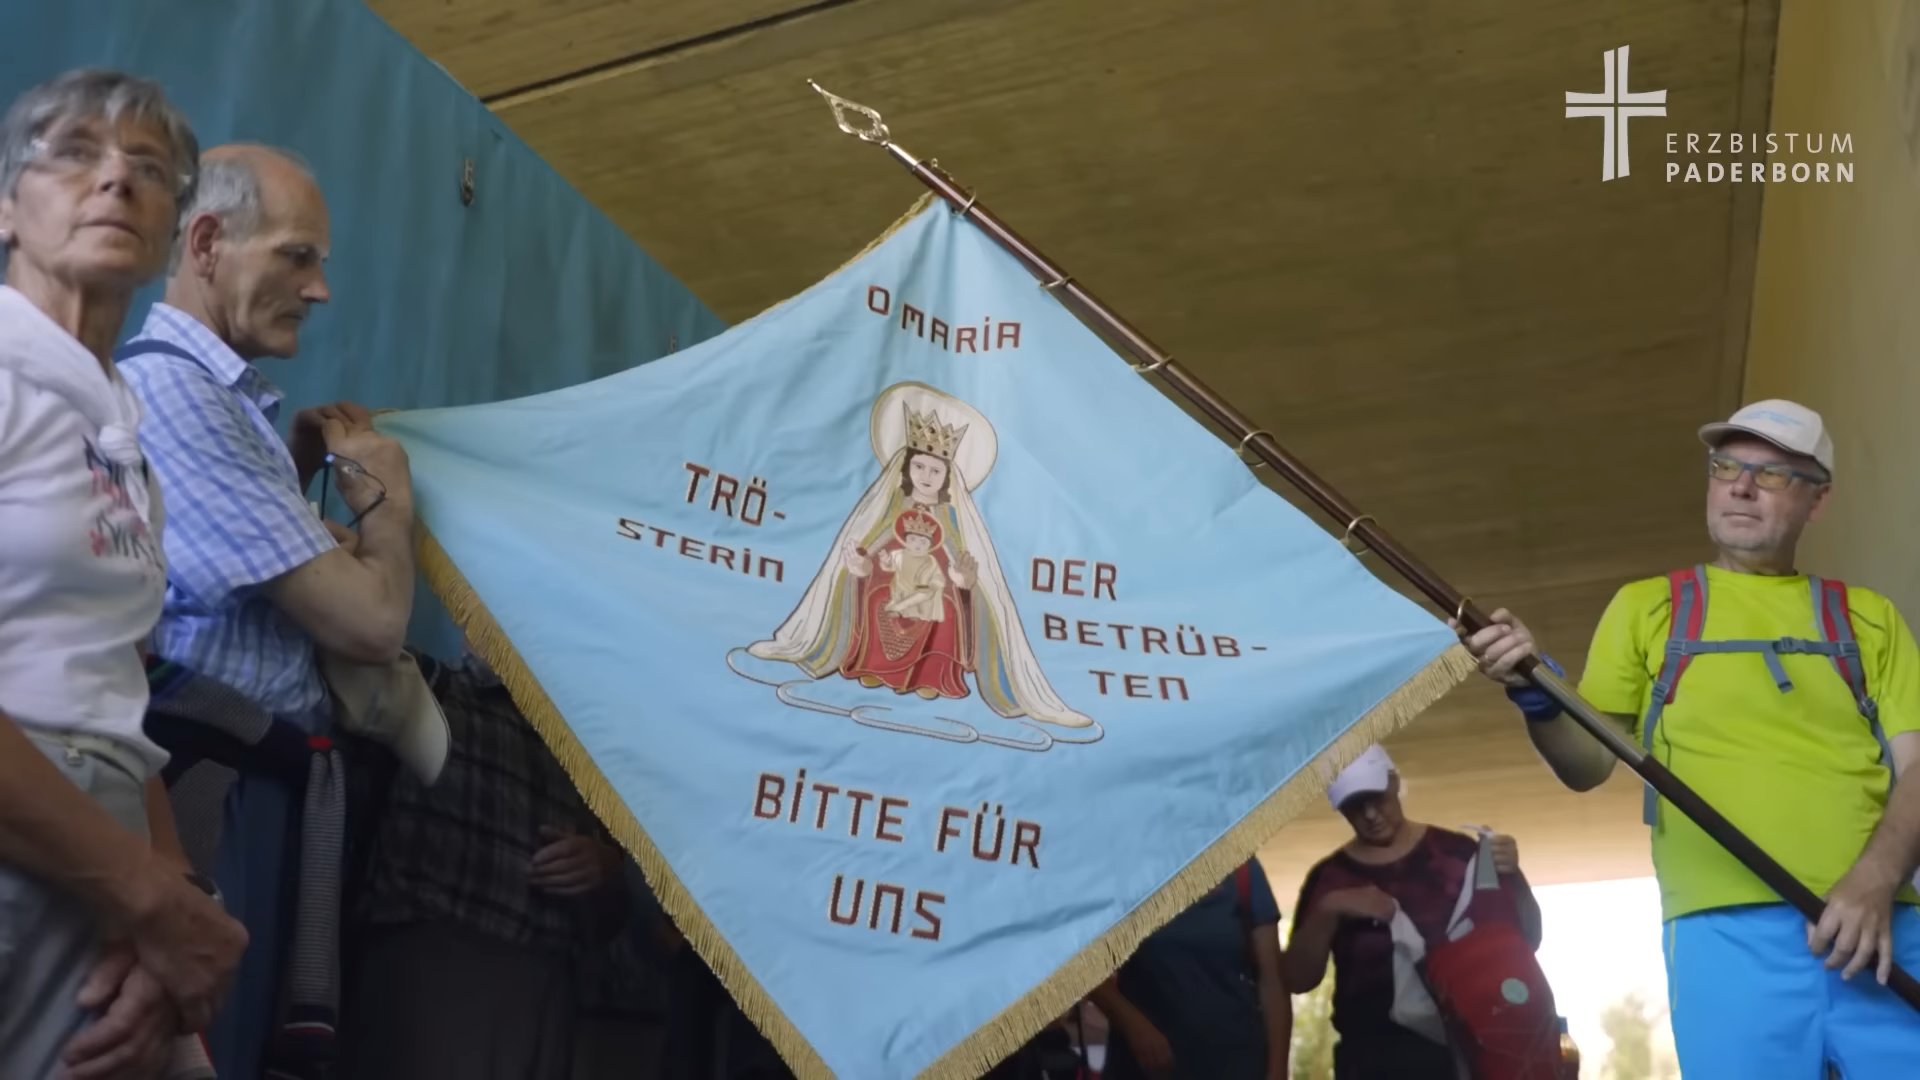 ERZBISTUM
PADERBORN
O MARiA
TRÖ-
STERiN
DER
BETRÜB-
TEN
BiTTE FÜR
UNS